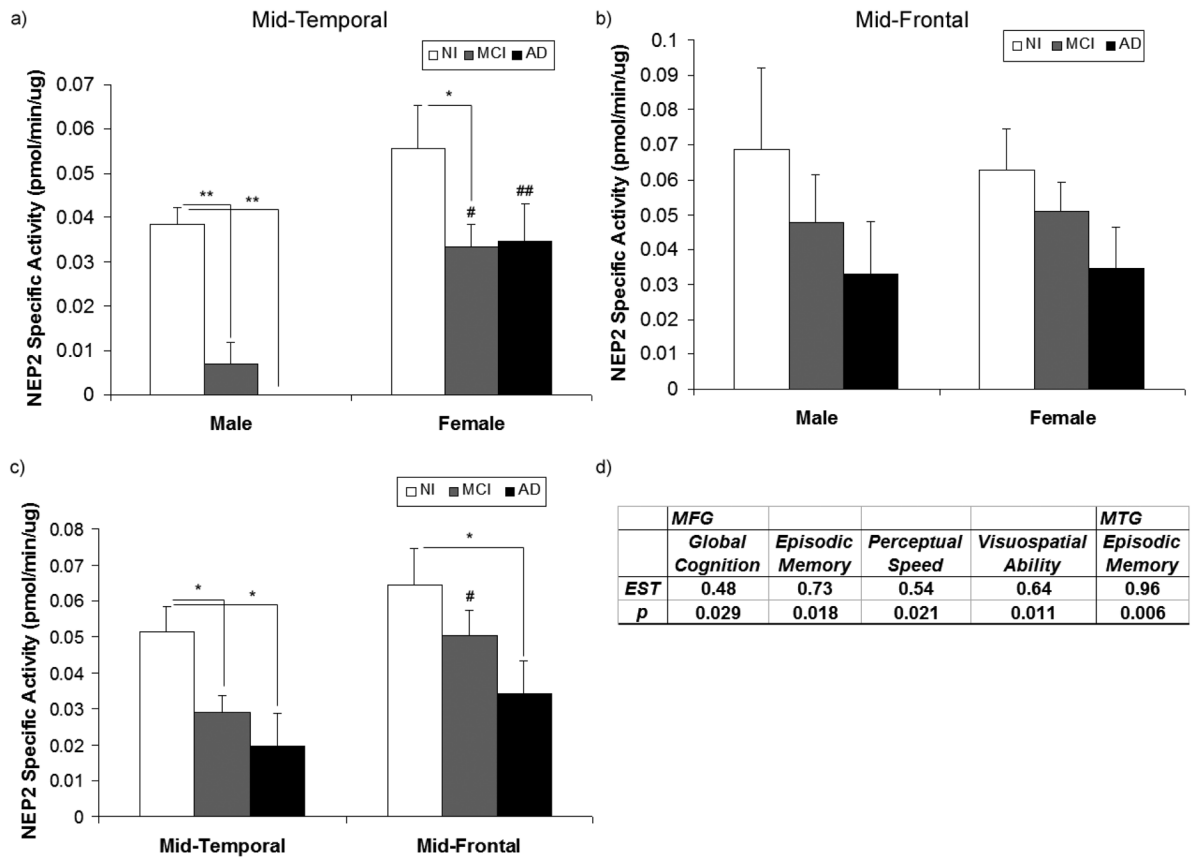 a)
Mid-Temporal
NI MCI AD
NEP2 Specific Activity (pmol/min/ug)
0.07
0.06
0.05
0.04
0.03
0.02
0.01
0
**
**
*
#
##
Male
Female
b)
Mid-Frontal
NI MCI AD
NEP2 Specific Activity (pmol/min/ug)
0.1
0.09
0.08
0.07
0.06
0.05
0.04
0.03
0.02
0.01
0
Male
Female
c)
NI MCI AD
NEP2 Specific Activity (pmol/min/ug)
0.08
0.07
0.06
0.05
0.04
0.03
0.02
0.01
0
*
*
*
#
Mid-Temporal
Mid-Frontal
d)
MFG MTG
Global Episodic Perceptual Visuospatial Episodic
Cognition Memory Speed Ability Memory
EST 0.48 0.73 0.54 0.64 0.96
p 0.029 0.018 0.021 0.011 0.006